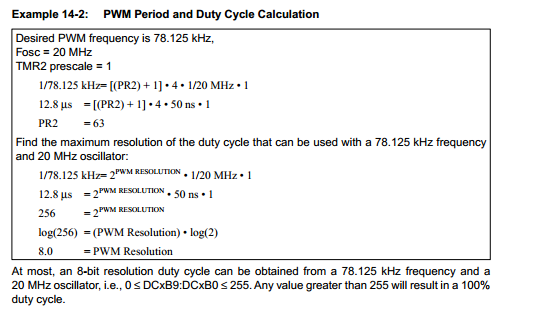 Example 14-2: PWM Period and Duty Cycle Calculation
Desired PWM frequency is 78.125 kHz,
Fosc = 20 MHz
TMR2 prescale = 1
1/78.125 kHz= [(PR2) + 1] • 4 • 1/20 MHz • 1
12.8 μs = [(PR2) + 1] • 4 • 50 ns • 1
PR2 = 63
Find the maximum resolution of the duty cycle that can be used with a 78.125 kHz frequency
and 20 MHz oscillator:
1/78.125 kHz= 2^PWM RESOLUTION • 1/20 MHz • 1
12.8 μs = 2^PWM RESOLUTION • 50 ns • 1
256 = 2^PWM RESOLUTION
log(256) = (PWM Resolution) • log(2)
8.0 = PWM Resolution
At most, an 8-bit resolution duty cycle can be obtained from a 78.125 kHz frequency and a
20 MHz oscillator, i.e., 0 ≤ DCxB9:DCxB0 ≤ 255. Any value greater than 255 will result in a 100%
duty cycle.